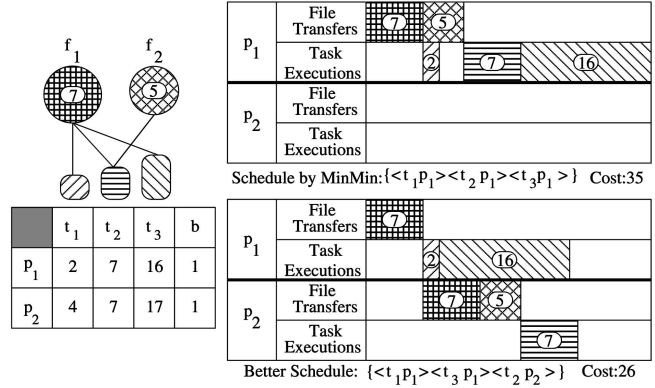 f1 f2
7 5
t1 t2 t3 b
p1 2 7 16 1
p2 4 7 17 1
p1 File Transfers 7 5
Task Executions 2 7 16
p2 File Transfers
Task Executions
Schedule by MinMin:{<t1p1><t2p1><t3p1>} Cost:35
p1 File Transfers 7
Task Executions 2 16
p2 File Transfers 7 5
Task Executions 7
Better Schedule: {<t1p1><t3p1><t2p2>} Cost:26